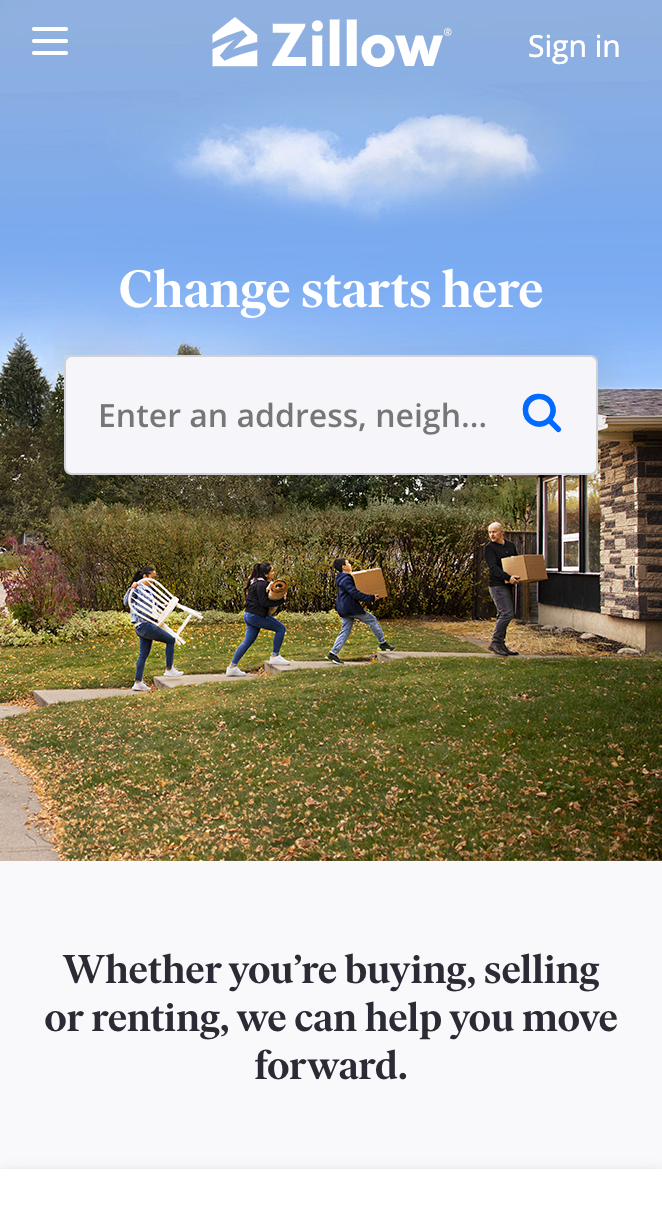 Zillow®
Sign in
Change starts here
Enter an address, neigh...
Whether you’re buying, selling
or renting, we can help you move
forward.